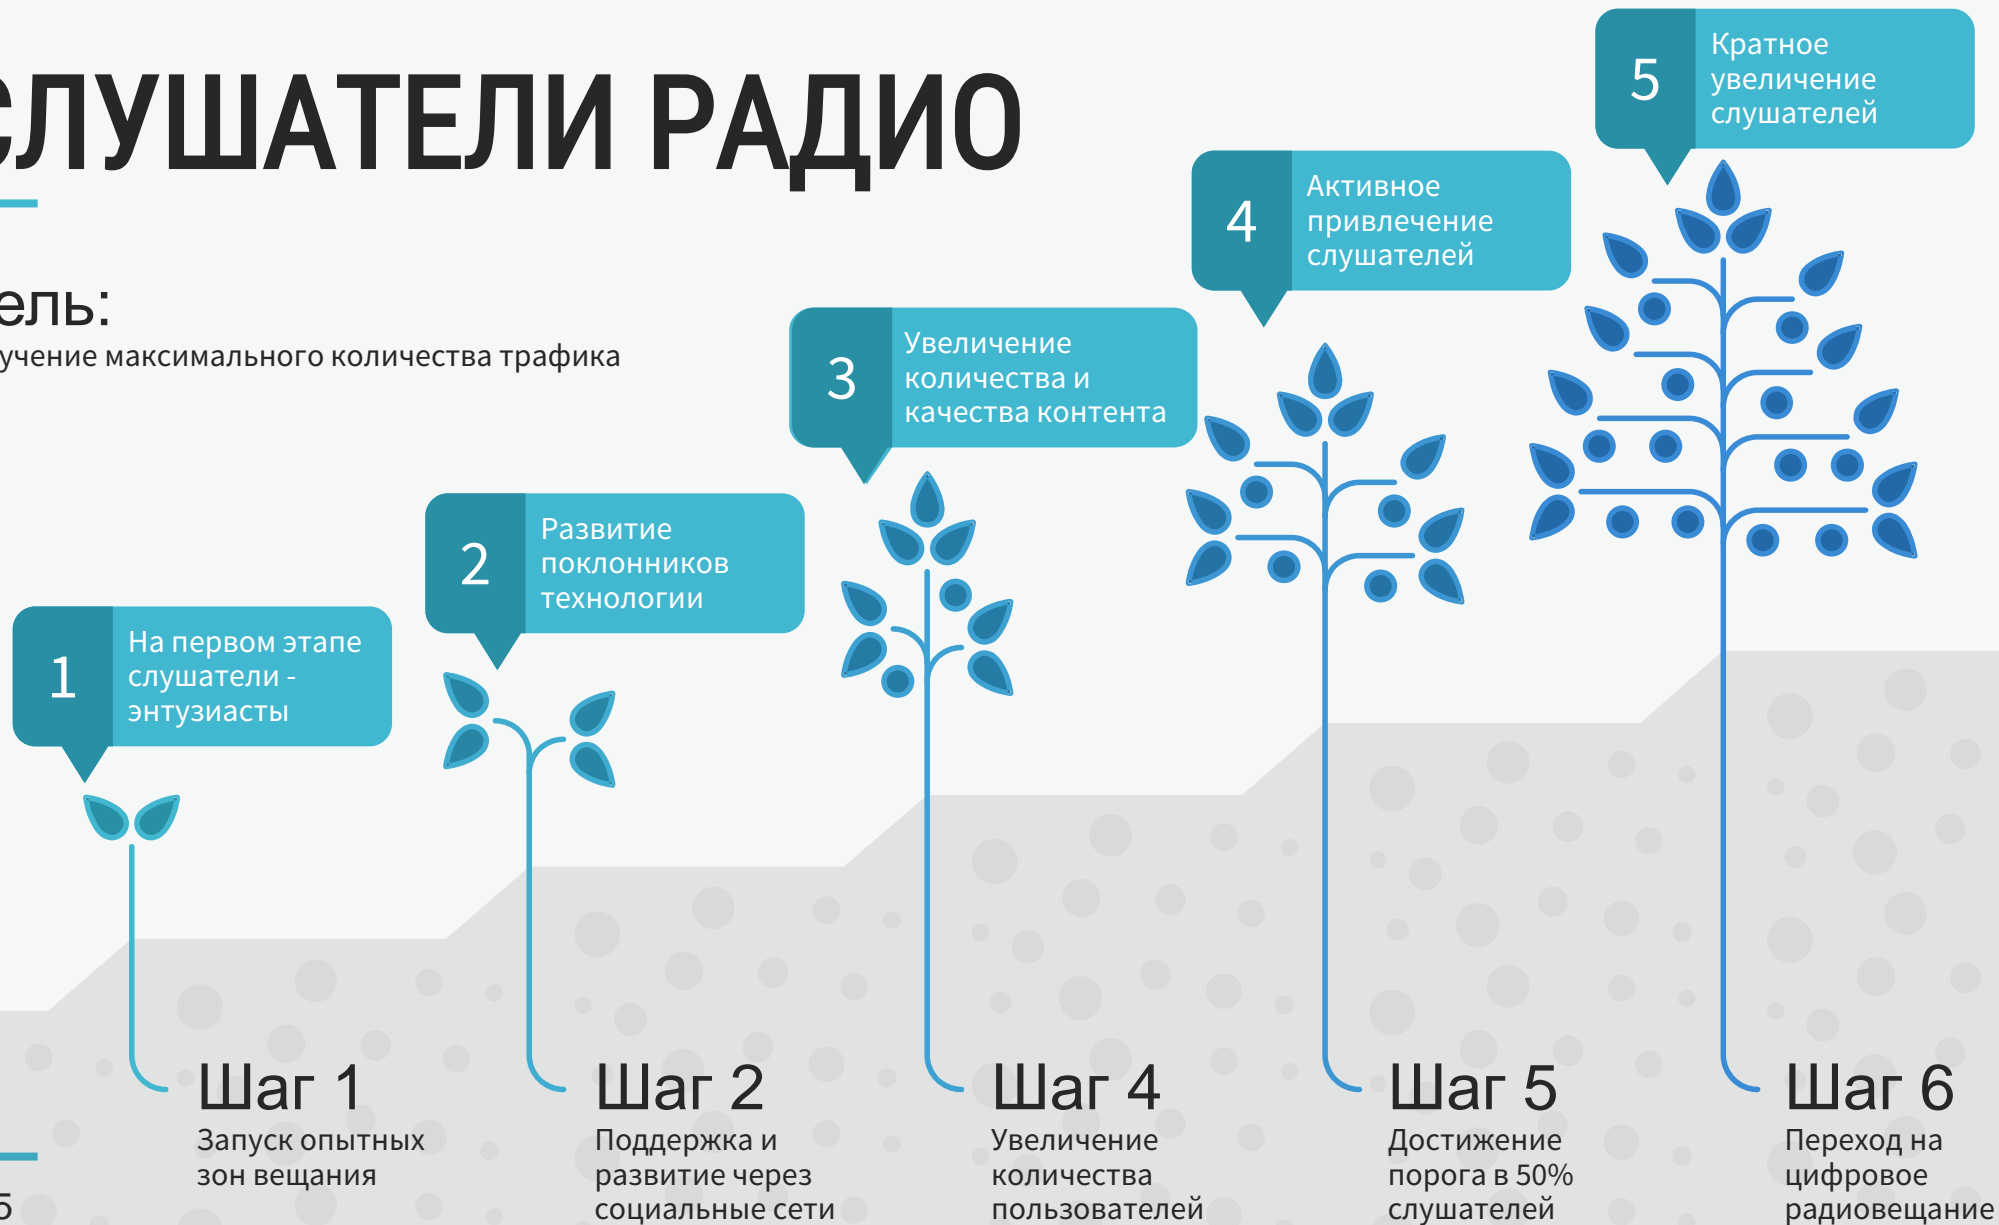 СЛУШАТЕЛИ РАДИО
ель:
учение максимального количества трафика
5
Кратное
увеличение
слушателей
4
Активное
привлечение
слушателей
3
Увеличение
количества и
качества контента
2
Развитие
поклонников
технологии
1
На первом этапе
слушатели -
энтузиасты
Шаг 1
Запуск опытных
зон вещания
Шаг 2
Поддержка и
развитие через
социальные сети
Шаг 4
Увеличение
количества
пользователей
Шаг 5
Достижение
порога в 50%
слушателей
Шаг 6
Переход на
цифровое
радиовещание
5